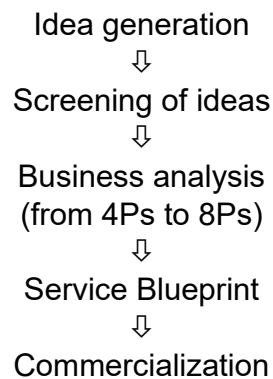 Idea generation
⇩
Screening of ideas
⇩
Business analysis
(from 4Ps to 8Ps)
⇩
Service Blueprint
⇩
Commercialization